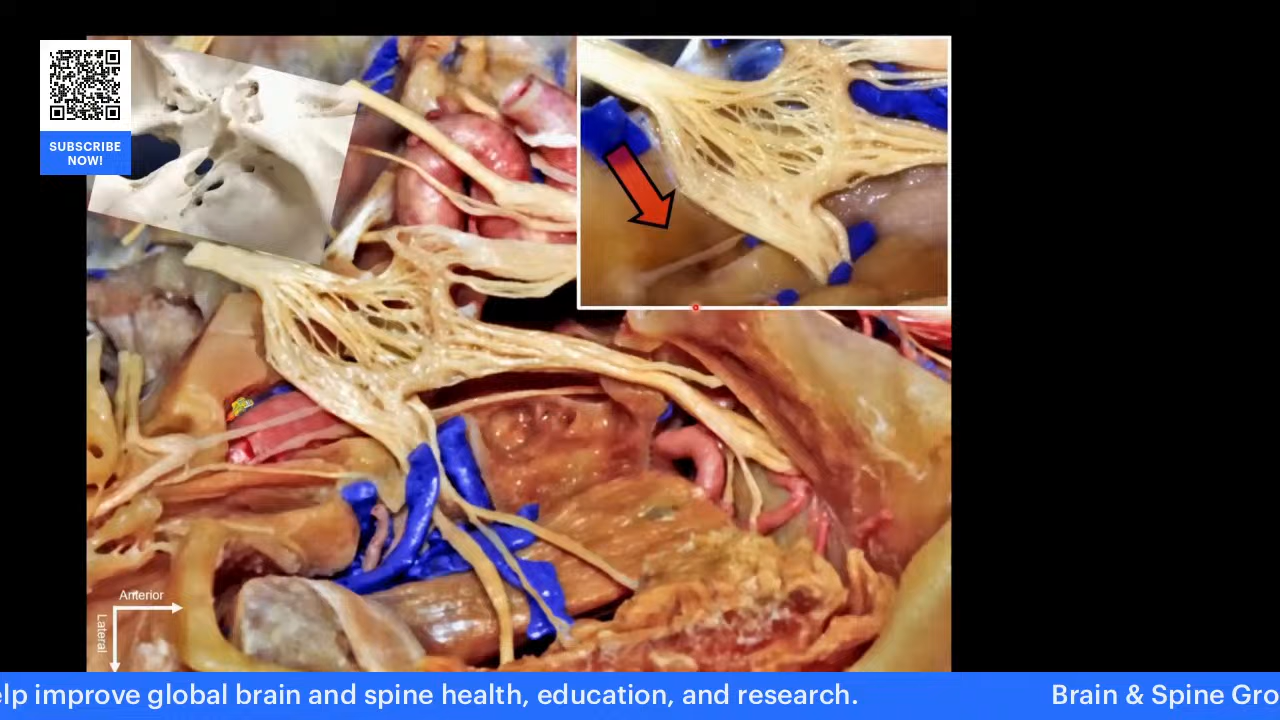 SUBSCRIBE
NOW!
Anterior
Lateral
elp improve global brain and spine health, education, and research.
Brain & Spine Gro